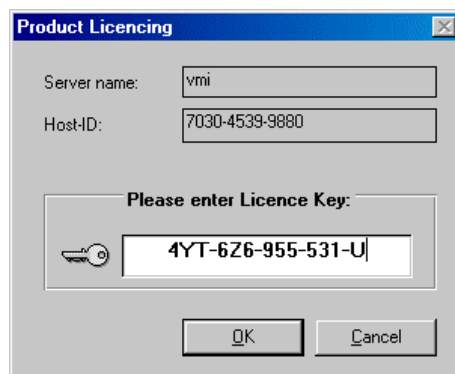 Product Licencing
Server name: vmi
Host-ID: 7030-4539-9880
Please enter Licence Key:
4YT-6Z6-955-531-U
OK Cancel